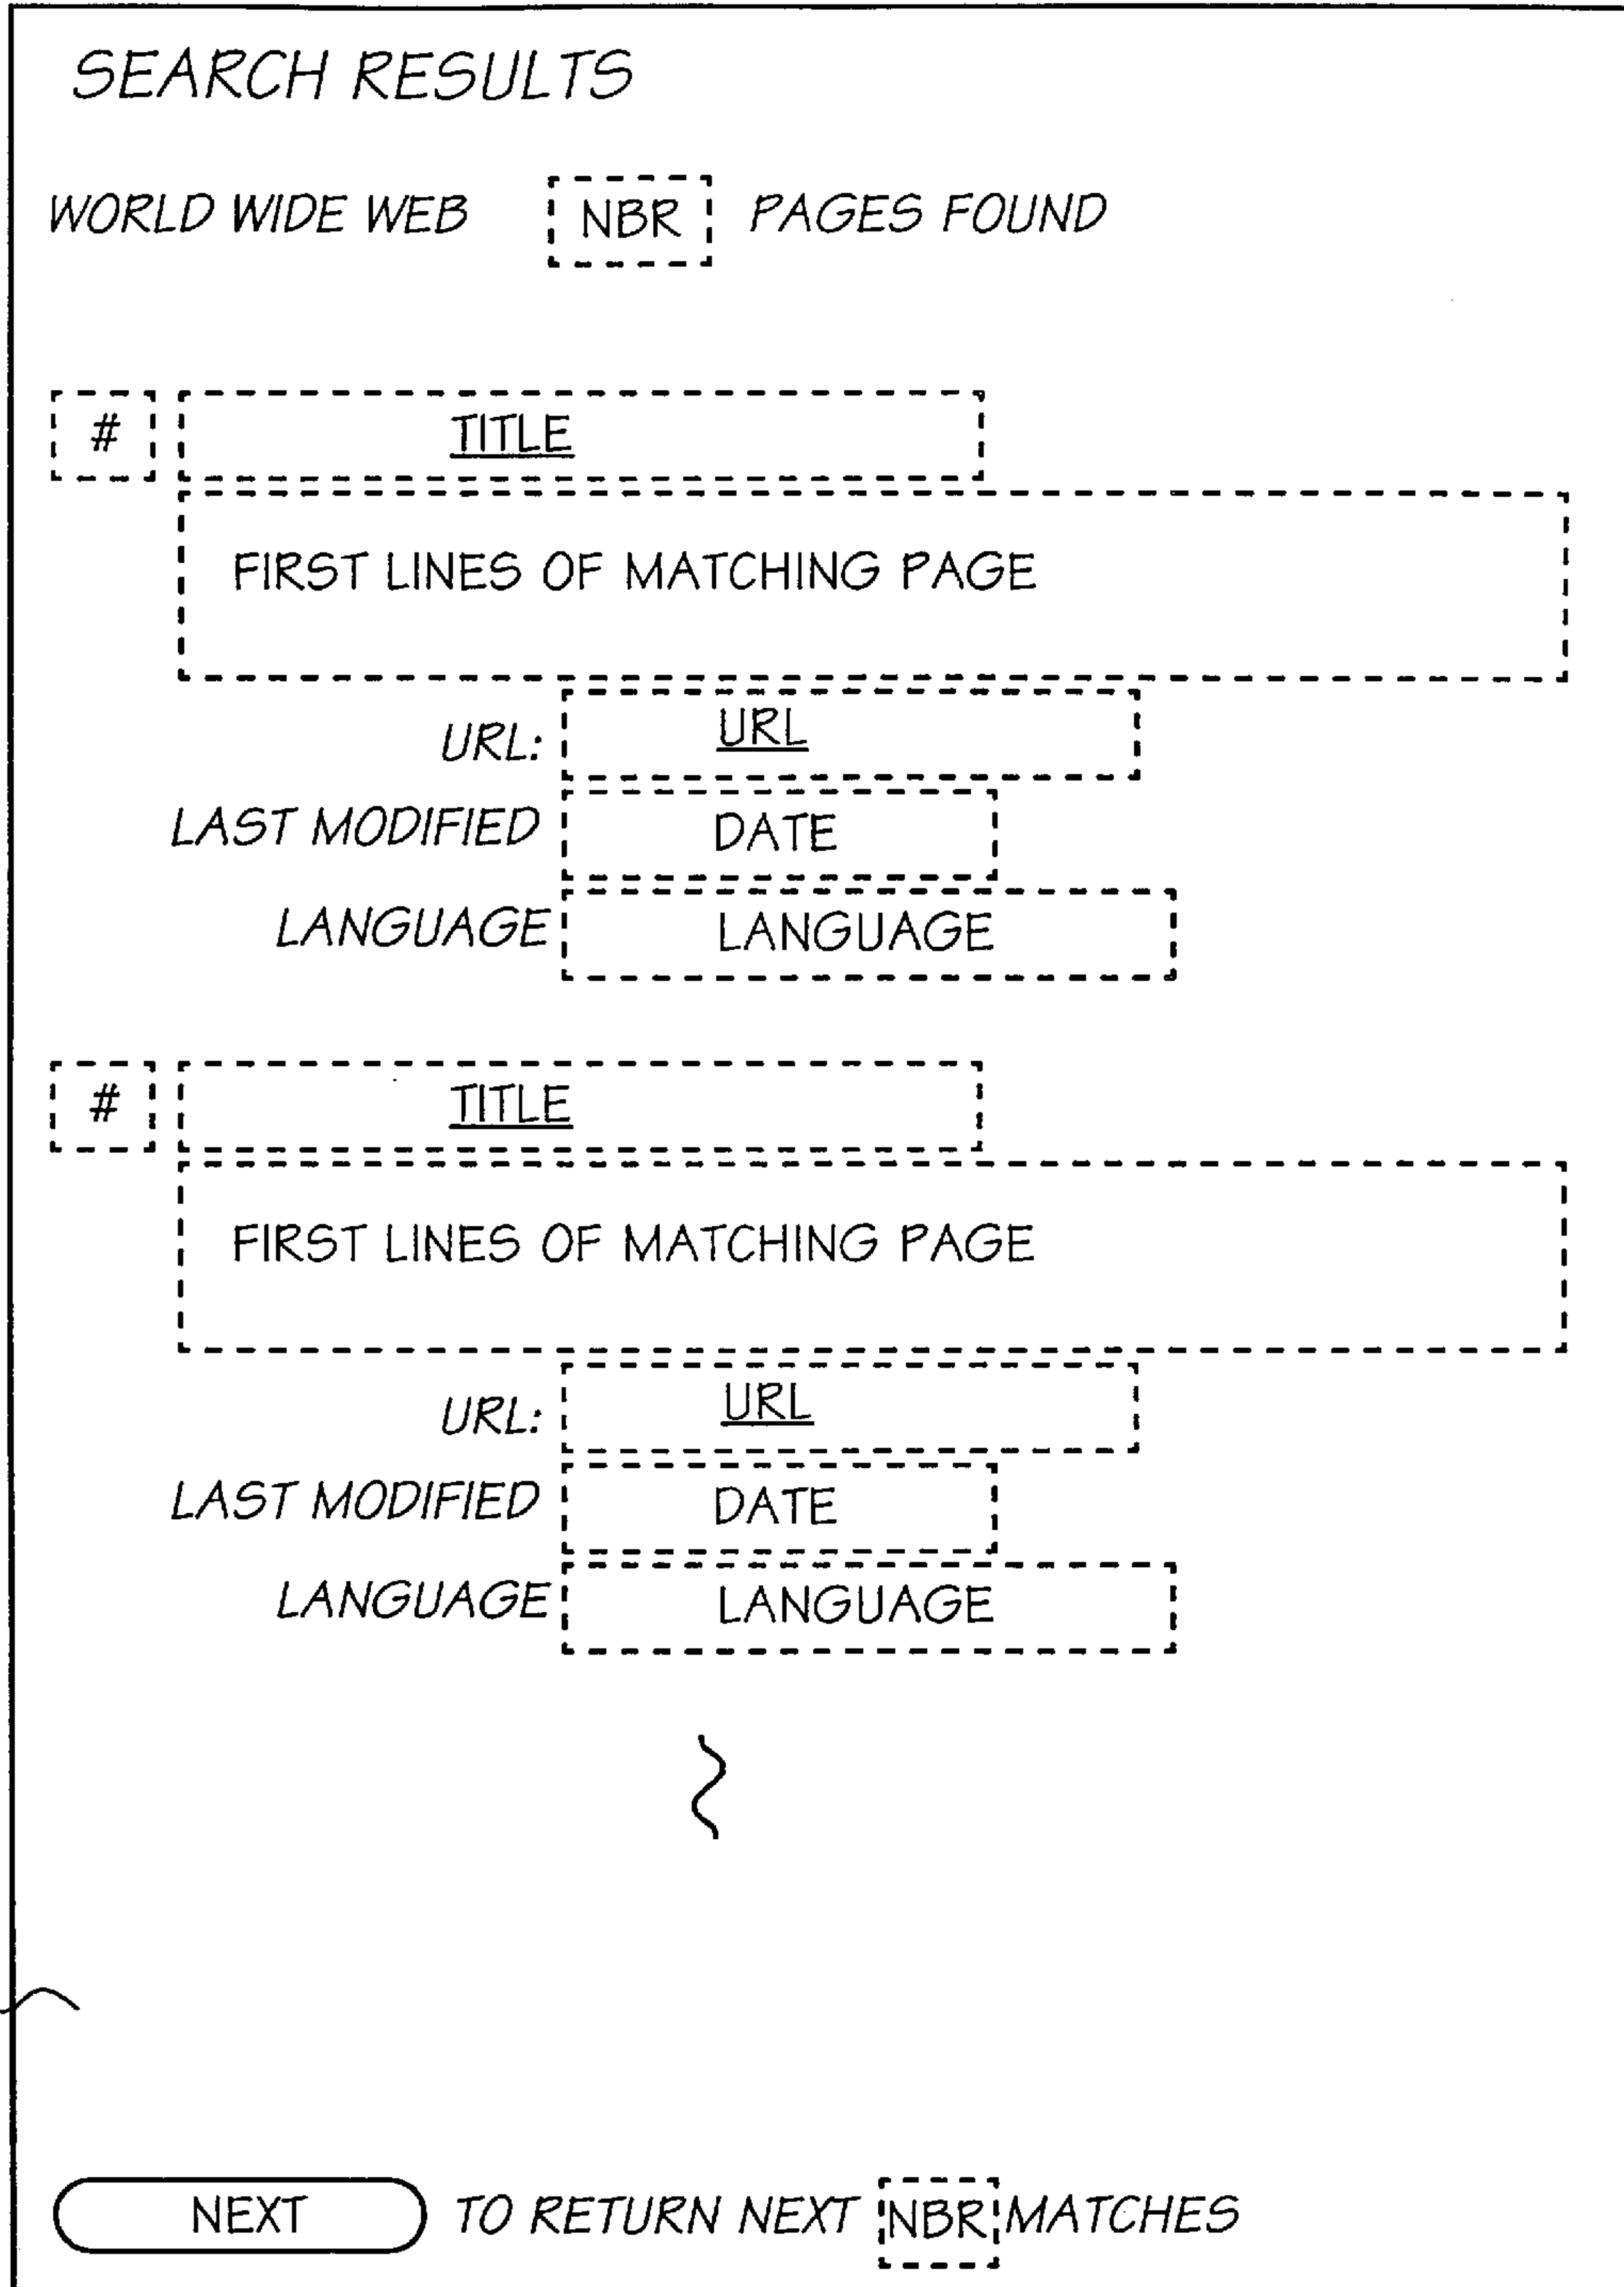 SEARCH RESULTS
WORLD WIDE WEB NBR PAGES FOUND
# TITLE
FIRST LINES OF MATCHING PAGE
URL: URL
LAST MODIFIED DATE
LANGUAGE LANGUAGE
# TITLE
FIRST LINES OF MATCHING PAGE
URL: URL
LAST MODIFIED DATE
LANGUAGE LANGUAGE
NEXT TO RETURN NEXT NBR MATCHES